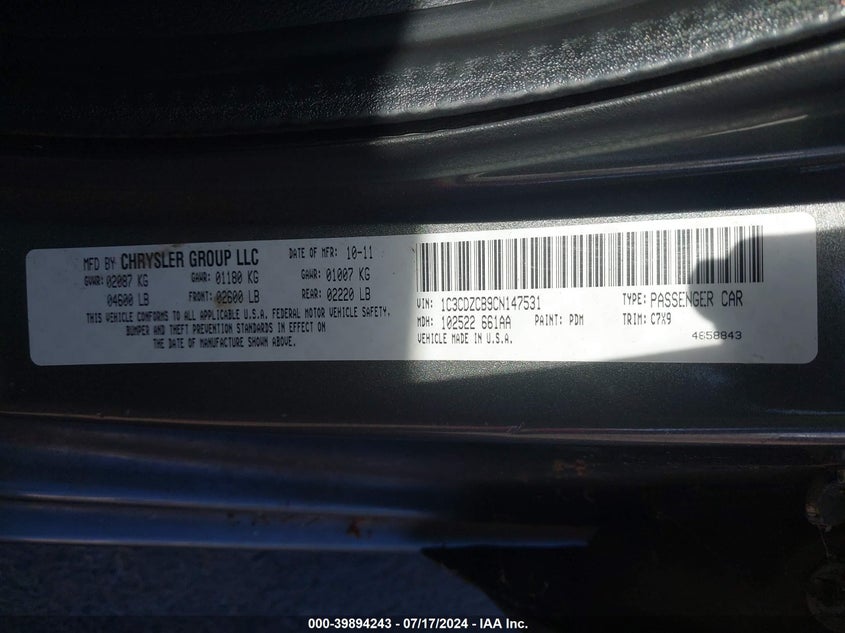 MFD BY CHRYSLER GROUP LLC DATE OF MFR: 10-11
GVWR: 02087 KG GAWR: 01180 KG GAWR: 01007 KG
04600 LB FRONT: 02600 LB REAR: 02220 LB
THIS VEHICLE CONFORMS TO ALL APPLICABLE U.S.A. FEDERAL MOTOR VEHICLE SAFETY,
BUMPER AND THEFT PREVENTION STANDARDS IN EFFECT ON
THE DATE OF MANUFACTURE SHOWN ABOVE.
VIN: 1C3CDZCB9CN147531 TYPE: PASSENGER CAR
MDH: 102522 661AA PAINT: PDM TRIM: C7X9
VEHICLE MADE IN U.S.A. 4658843
000-39894243 - 07/17/2024 - IAA Inc.